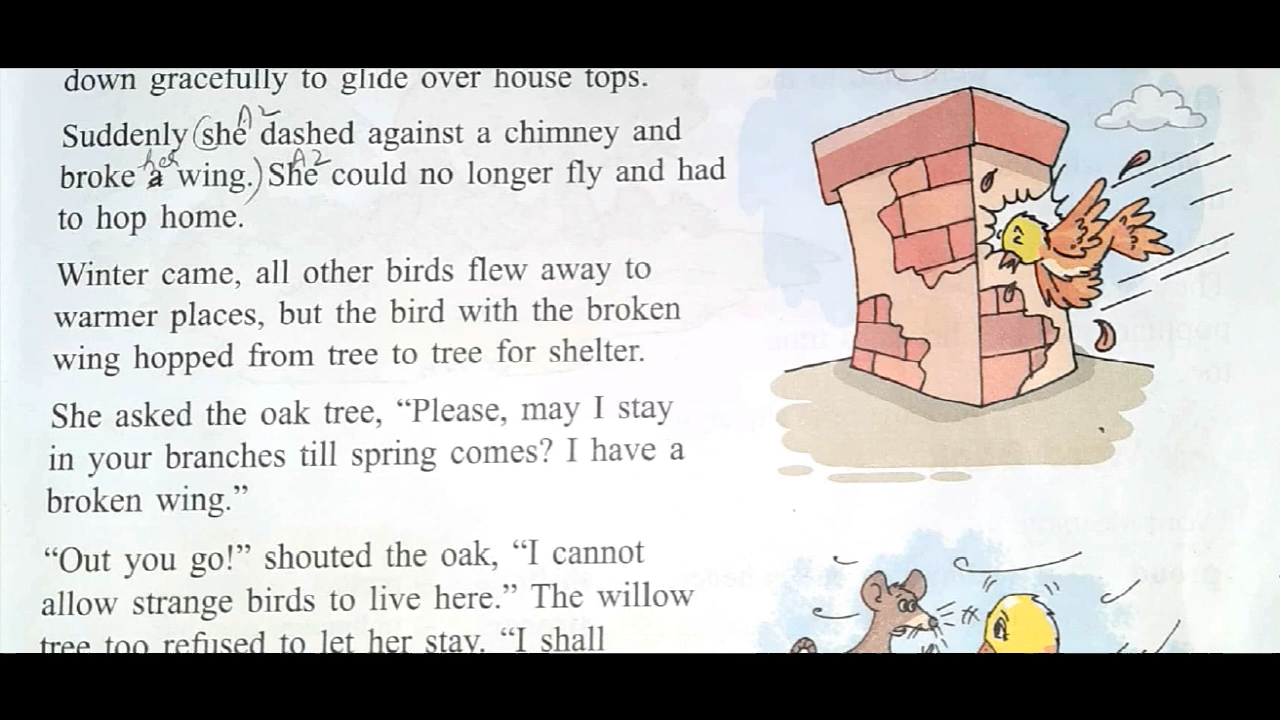 down gracefully to glide over house tops.
A2
Suddenly (she dashed against a chimney and
her A2
broke a wing.) She could no longer fly and had
to hop home.
Winter came, all other birds flew away to
warmer places, but the bird with the broken
wing hopped from tree to tree for shelter.
She asked the oak tree, “Please, may I stay
in your branches till spring comes? I have a
broken wing.”
“Out you go!” shouted the oak, “I cannot
allow strange birds to live here.” The willow
tree too refused to let her stay. “I shall